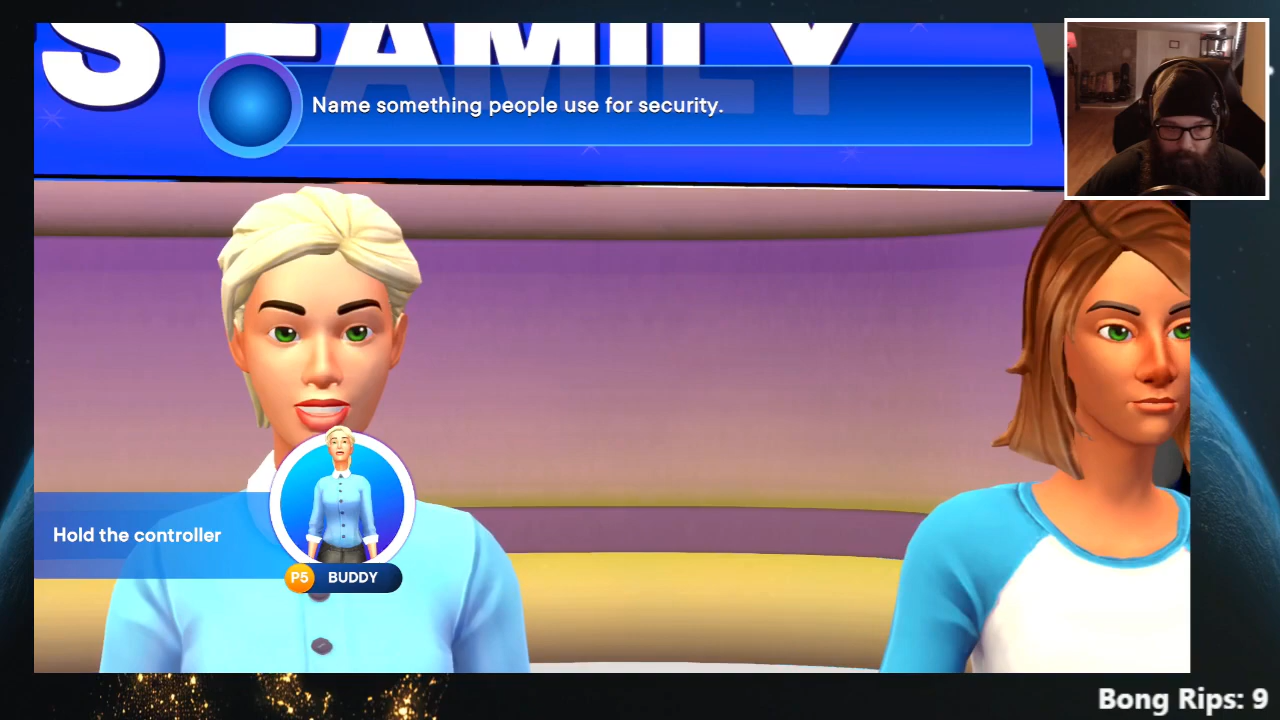 S FAMILY
Name something people use for security.
Hold the controller
P5 BUDDY
Bong Rips: 9